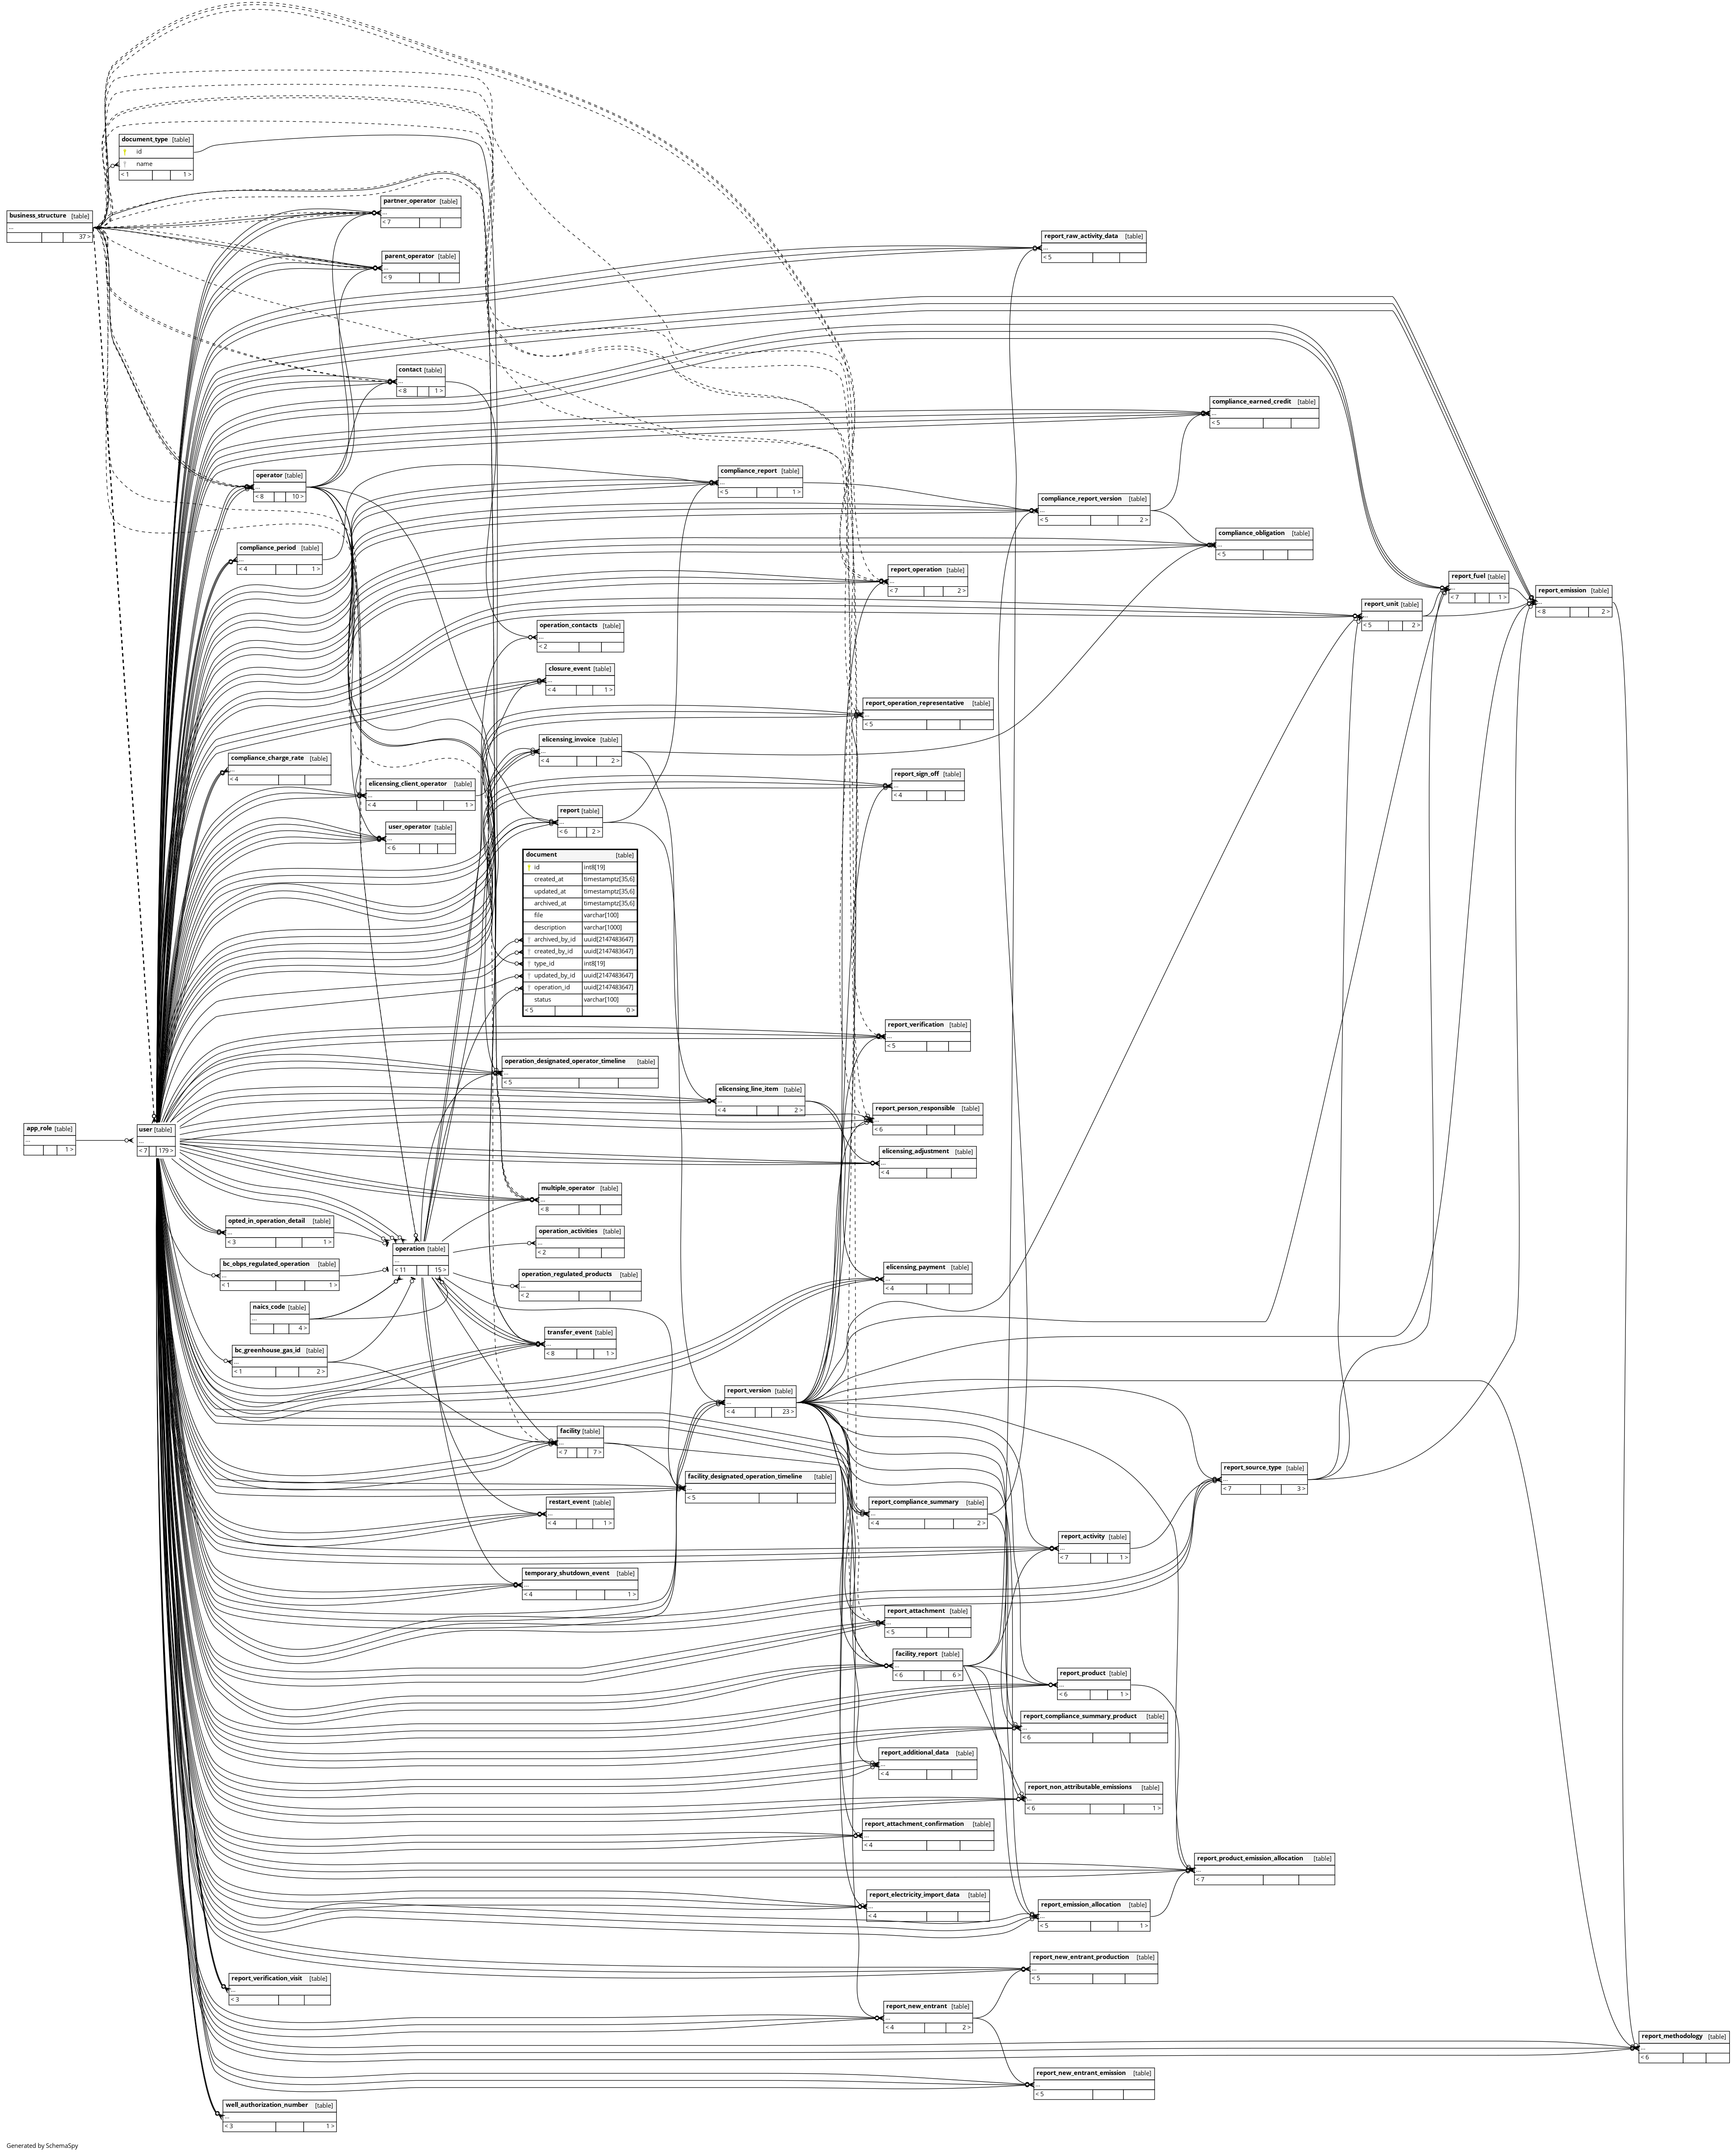 document_type [table]
id
name
< 1 1 >
business_structure [table]
...
37 >
partner_operator [table]
...
< 7
parent_operator [table]
...
< 9
report_raw_activity_data [table]
...
< 5
contact [table]
...
< 8 1 >
compliance_earned_credit [table]
...
< 5
operator [table]
...
< 8 10 >
compliance_report [table]
...
< 5 1 >
compliance_report_version [table]
...
< 5 2 >
compliance_obligation [table]
...
< 5
compliance_period [table]
...
< 4 1 >
report_operation [table]
...
< 7 2 >
report_fuel [table]
...
< 7 1 >
report_emission [table]
...
< 8 2 >
report_unit [table]
...
< 5 2 >
operation_contacts [table]
...
< 2
closure_event [table]
...
< 4 1 >
report_operation_representative [table]
...
< 5
elicensing_invoice [table]
...
< 4 2 >
compliance_charge_rate [table]
...
< 4
report_sign_off [table]
...
< 4
elicensing_client_operator [table]
...
< 4 1 >
report [table]
...
< 6 2 >
user_operator [table]
...
< 6
document [table]
id int8[19]
created_at timestamptz[35,6]
updated_at timestamptz[35,6]
archived_at timestamptz[35,6]
file varchar[100]
description varchar[1000]
archived_by_id uuid[2147483647]
created_by_id uuid[2147483647]
type_id int8[19]
updated_by_id uuid[2147483647]
operation_id uuid[2147483647]
status varchar[100]
< 5 0 >
report_verification [table]
...
< 5
operation_designated_operator_timeline [table]
...
< 5
elicensing_line_item [table]
...
< 4 2 >
report_person_responsible [table]
...
< 6
app_role [table]
...
1 >
user [table]
...
< 7 179 >
elicensing_adjustment [table]
...
< 4
multiple_operator [table]
...
< 8
opted_in_operation_detail [table]
...
< 3 1 >
operation_activities [table]
...
< 2
operation [table]
...
< 11 15 >
bc_obps_regulated_operation [table]
...
< 1 1 >
operation_regulated_products [table]
...
< 2
elicensing_payment [table]
...
< 4
naics_code [table]
...
4 >
transfer_event [table]
...
< 8 1 >
bc_greenhouse_gas_id [table]
...
< 1 2 >
report_version [table]
...
< 4 23 >
facility [table]
...
< 7 7 >
facility_designated_operation_timeline [table]
...
< 5
report_source_type [table]
...
< 7 3 >
restart_event [table]
...
< 4 1 >
report_compliance_summary [table]
...
< 4 2 >
report_activity [table]
...
< 7 1 >
temporary_shutdown_event [table]
...
< 4 1 >
report_attachment [table]
...
< 5
facility_report [table]
...
< 6 6 >
report_product [table]
...
< 6 1 >
report_compliance_summary_product [table]
...
< 6
report_additional_data [table]
...
< 4
report_non_attributable_emissions [table]
...
< 6 1 >
report_attachment_confirmation [table]
...
< 4
report_product_emission_allocation [table]
...
< 7
report_electricity_import_data [table]
...
< 4
report_emission_allocation [table]
...
< 5 1 >
report_new_entrant_production [table]
...
< 5
report_verification_visit [table]
...
< 3
report_new_entrant [table]
...
< 4 2 >
report_methodology [table]
...
< 6
report_new_entrant_emission [table]
...
< 5
well_authorization_number [table]
...
< 3 1 >
Generated by SchemaSpy